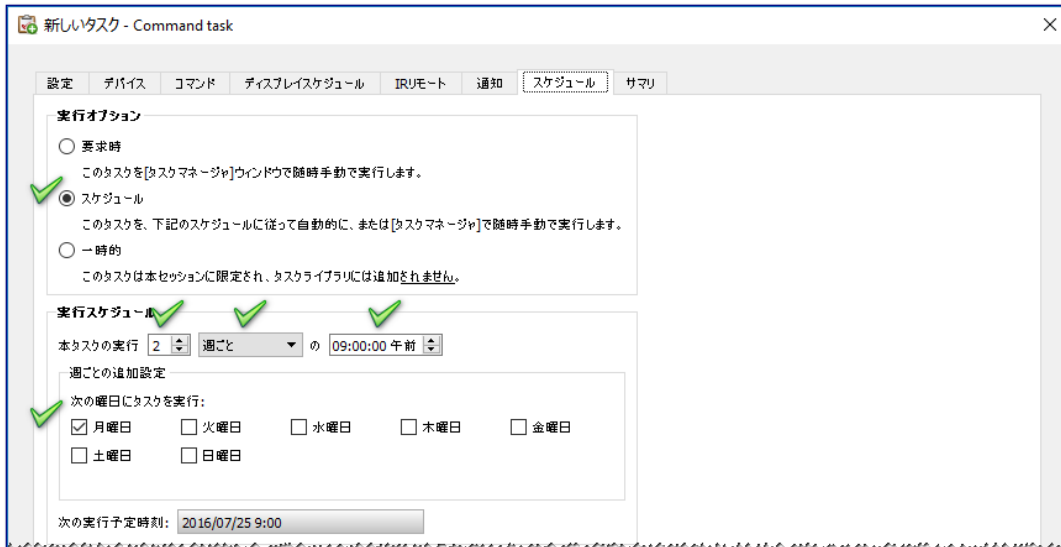 新しいタスク - Command task
設定 デバイス コマンド ディスプレイスケジュール IRリモート 通知 スケジュール サマリ
実行オプション
要求時
このタスクを[タスクマネージャ]ウィンドウで随時手動で実行します。
スケジュール
このタスクを、下記のスケジュールに従って自動的に、または[タスクマネージャ]で随時手動で実行します。
一時的
このタスクは本セッションに限定され、タスクライブラリには追加されません。
実行スケジュール
本タスクの実行 2 週ごと の 09:00:00 午前
週ごとの追加設定
次の曜日にタスクを実行:
月曜日 火曜日 水曜日 木曜日 金曜日
土曜日 日曜日
次の実行予定時刻: 2016/07/25 9:00